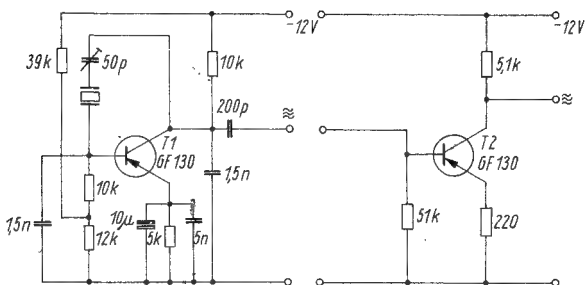 -12V
-12V
39k
50p
10k
5,1k
200p
≋
≋
T1
GF 130
T2
GF 130
10k
1,5n
1,5n
10μ
5k
5n
51k
220
12k